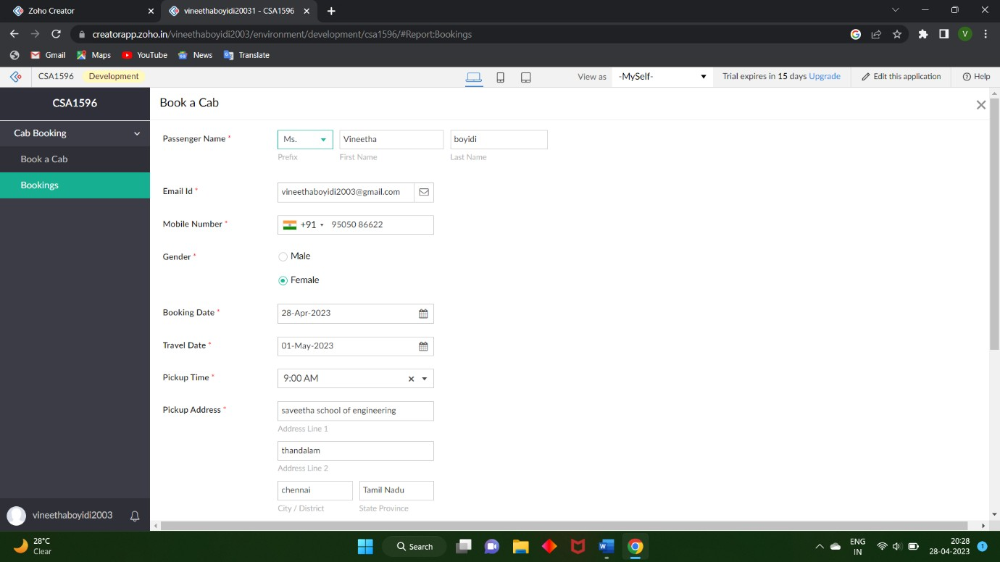 Zoho Creator
vineethaboyidi20031 - CSA1596
creatorapp.zoho.in/vineethaboyidi2003/environment/development/csa1596/#Report:Bookings
V
Gmail Maps YouTube News Translate
CSA1596 Development View as -MySelf- Trial expires in 15 days Upgrade Edit this application Help
CSA1596
Cab Booking
Book a Cab
Bookings
vineethaboyidi2003
Book a Cab
Passenger Name * Ms. Vineetha boyidi
Prefix First Name Last Name
Email Id * vineethaboyidi2003@gmail.com
Mobile Number * +91 95050 86622
Gender * Male
Female
Booking Date * 28-Apr-2023
Travel Date * 01-May-2023
Pickup Time * 9:00 AM
Pickup Address * saveetha school of engineering
Address Line 1
thandalam
Address Line 2
chennai Tamil Nadu
City / District State Province
28°C
Clear
Search
ENG
IN
20:28
28-04-2023
1